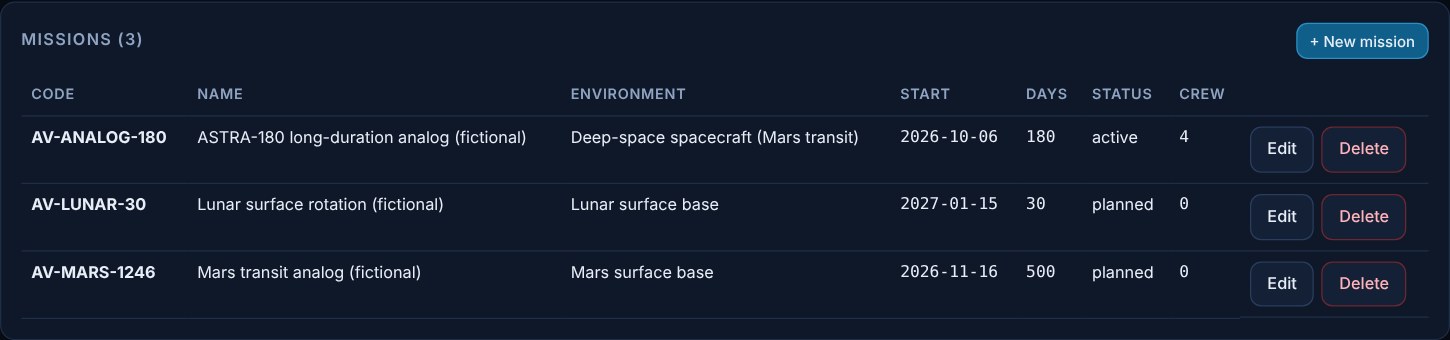 MISSIONS (3)
+ New mission
CODE NAME ENVIRONMENT START DAYS STATUS CREW
AV-ANALOG-180 ASTRA-180 long-duration analog (fictional) Deep-space spacecraft (Mars transit) 2026-10-06 180 active 4 Edit Delete
AV-LUNAR-30 Lunar surface rotation (fictional) Lunar surface base 2027-01-15 30 planned 0 Edit Delete
AV-MARS-1246 Mars transit analog (fictional) Mars surface base 2026-11-16 500 planned 0 Edit Delete